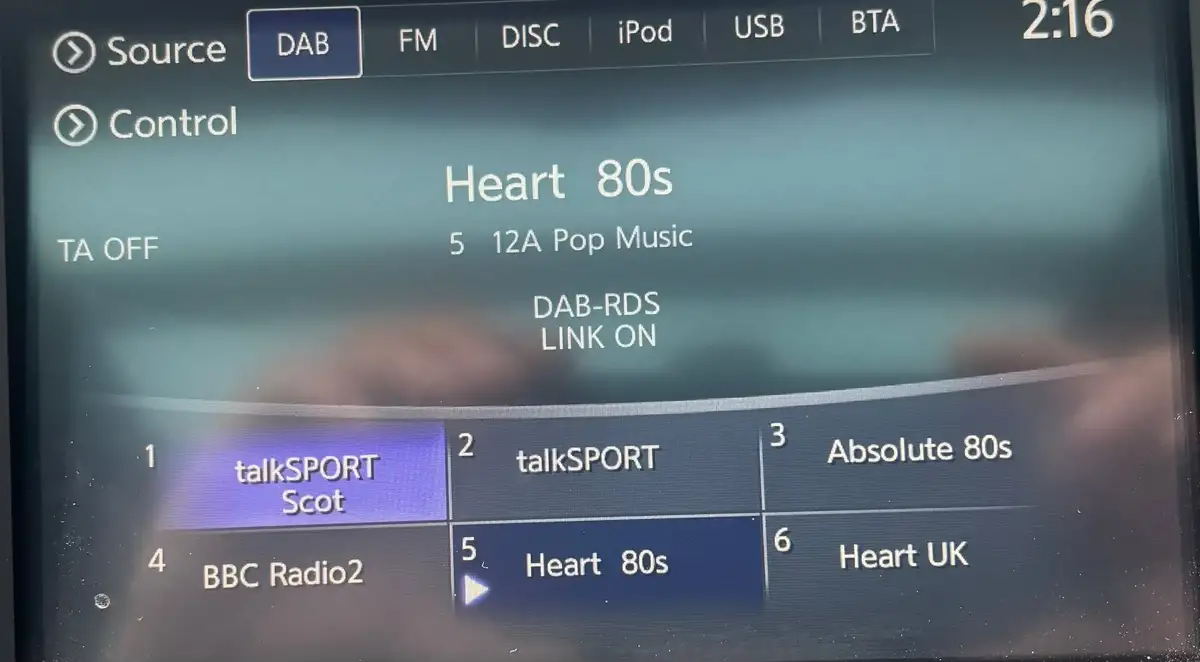 Source DAB FM DISC iPod USB BTA 2:16
Control
Heart 80s
TA OFF 5 12A Pop Music
DAB-RDS
LINK ON
1 talkSPORT Scot 2 talkSPORT 3 Absolute 80s
4 BBC Radio2 5 Heart 80s 6 Heart UK